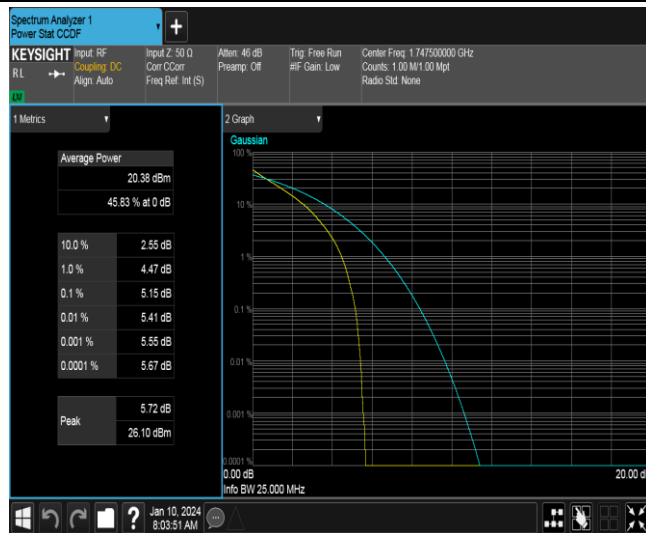 Spectrum Analyzer 1
Power Stat CCDF
+
KEYSIGHT
RL
LXI
Input: RF
Coupling: DC
Align: Auto
Input Z: 50 Ω
Corr CCorr
Freq Ref: Int (S)
Atten: 46 dB
Preamp: Off
Trig: Free Run
#IF Gain: Low
Center Freq: 1.747500000 GHz
Counts: 1.00 M/1.00 Mpt
Radio Std: None
1 Metrics
Average Power
20.38 dBm
45.83 % at 0 dB
10.0 % 2.55 dB
1.0 % 4.47 dB
0.1 % 5.15 dB
0.01 % 5.41 dB
0.001 % 5.55 dB
0.0001 % 5.67 dB
Peak
5.72 dB
26.10 dBm
2 Graph
Gaussian
100 %
10 %
1 %
0.1 %
0.01 %
0.001 %
0.0001 %
0.00 dB
20.00 d
Info BW 25.000 MHz
?
Jan 10, 2024
8:03:51 AM